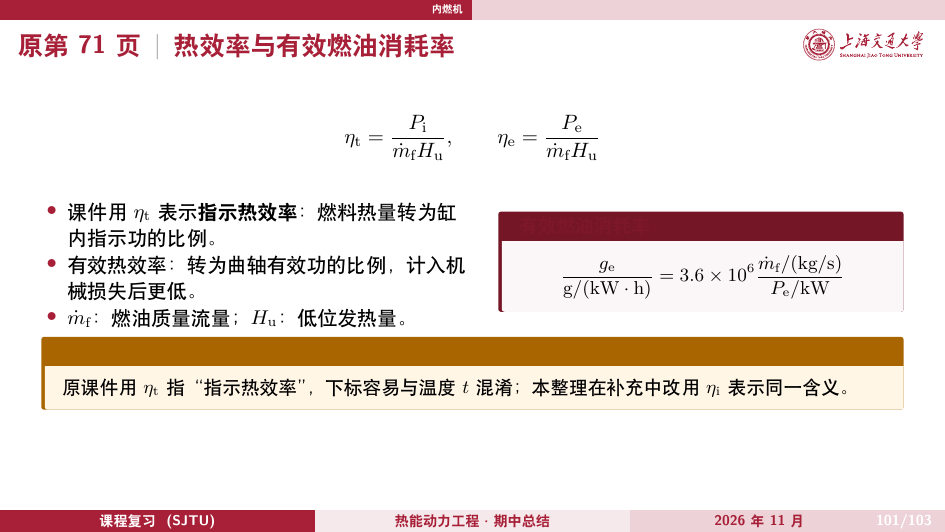 内燃机
原第 71 页 | 热效率与有效燃油消耗率
上海交通大学
SHANGHAI JIAO TONG UNIVERSITY
ηt = Pi / (ṁf Hu),  ηe = Pe / (ṁf Hu)
• 课件用 ηt 表示指示热效率：燃料热量转为缸
内指示功的比例。
• 有效热效率：转为曲轴有效功的比例，计入机
械损失后更低。
• ṁf：燃油质量流量；Hu：低位发热量。
有效燃油消耗率
ge / (g/(kW · h)) = 3.6 × 10^6 (ṁf/(kg/s)) / (Pe/kW)
原课件用 ηt 指 “指示热效率”，下标容易与温度 t 混淆；本整理在补充中改用 ηi 表示同一含义。
课程复习 (SJTU)
热能动力工程 · 期中总结
2026 年 11 月
101/103